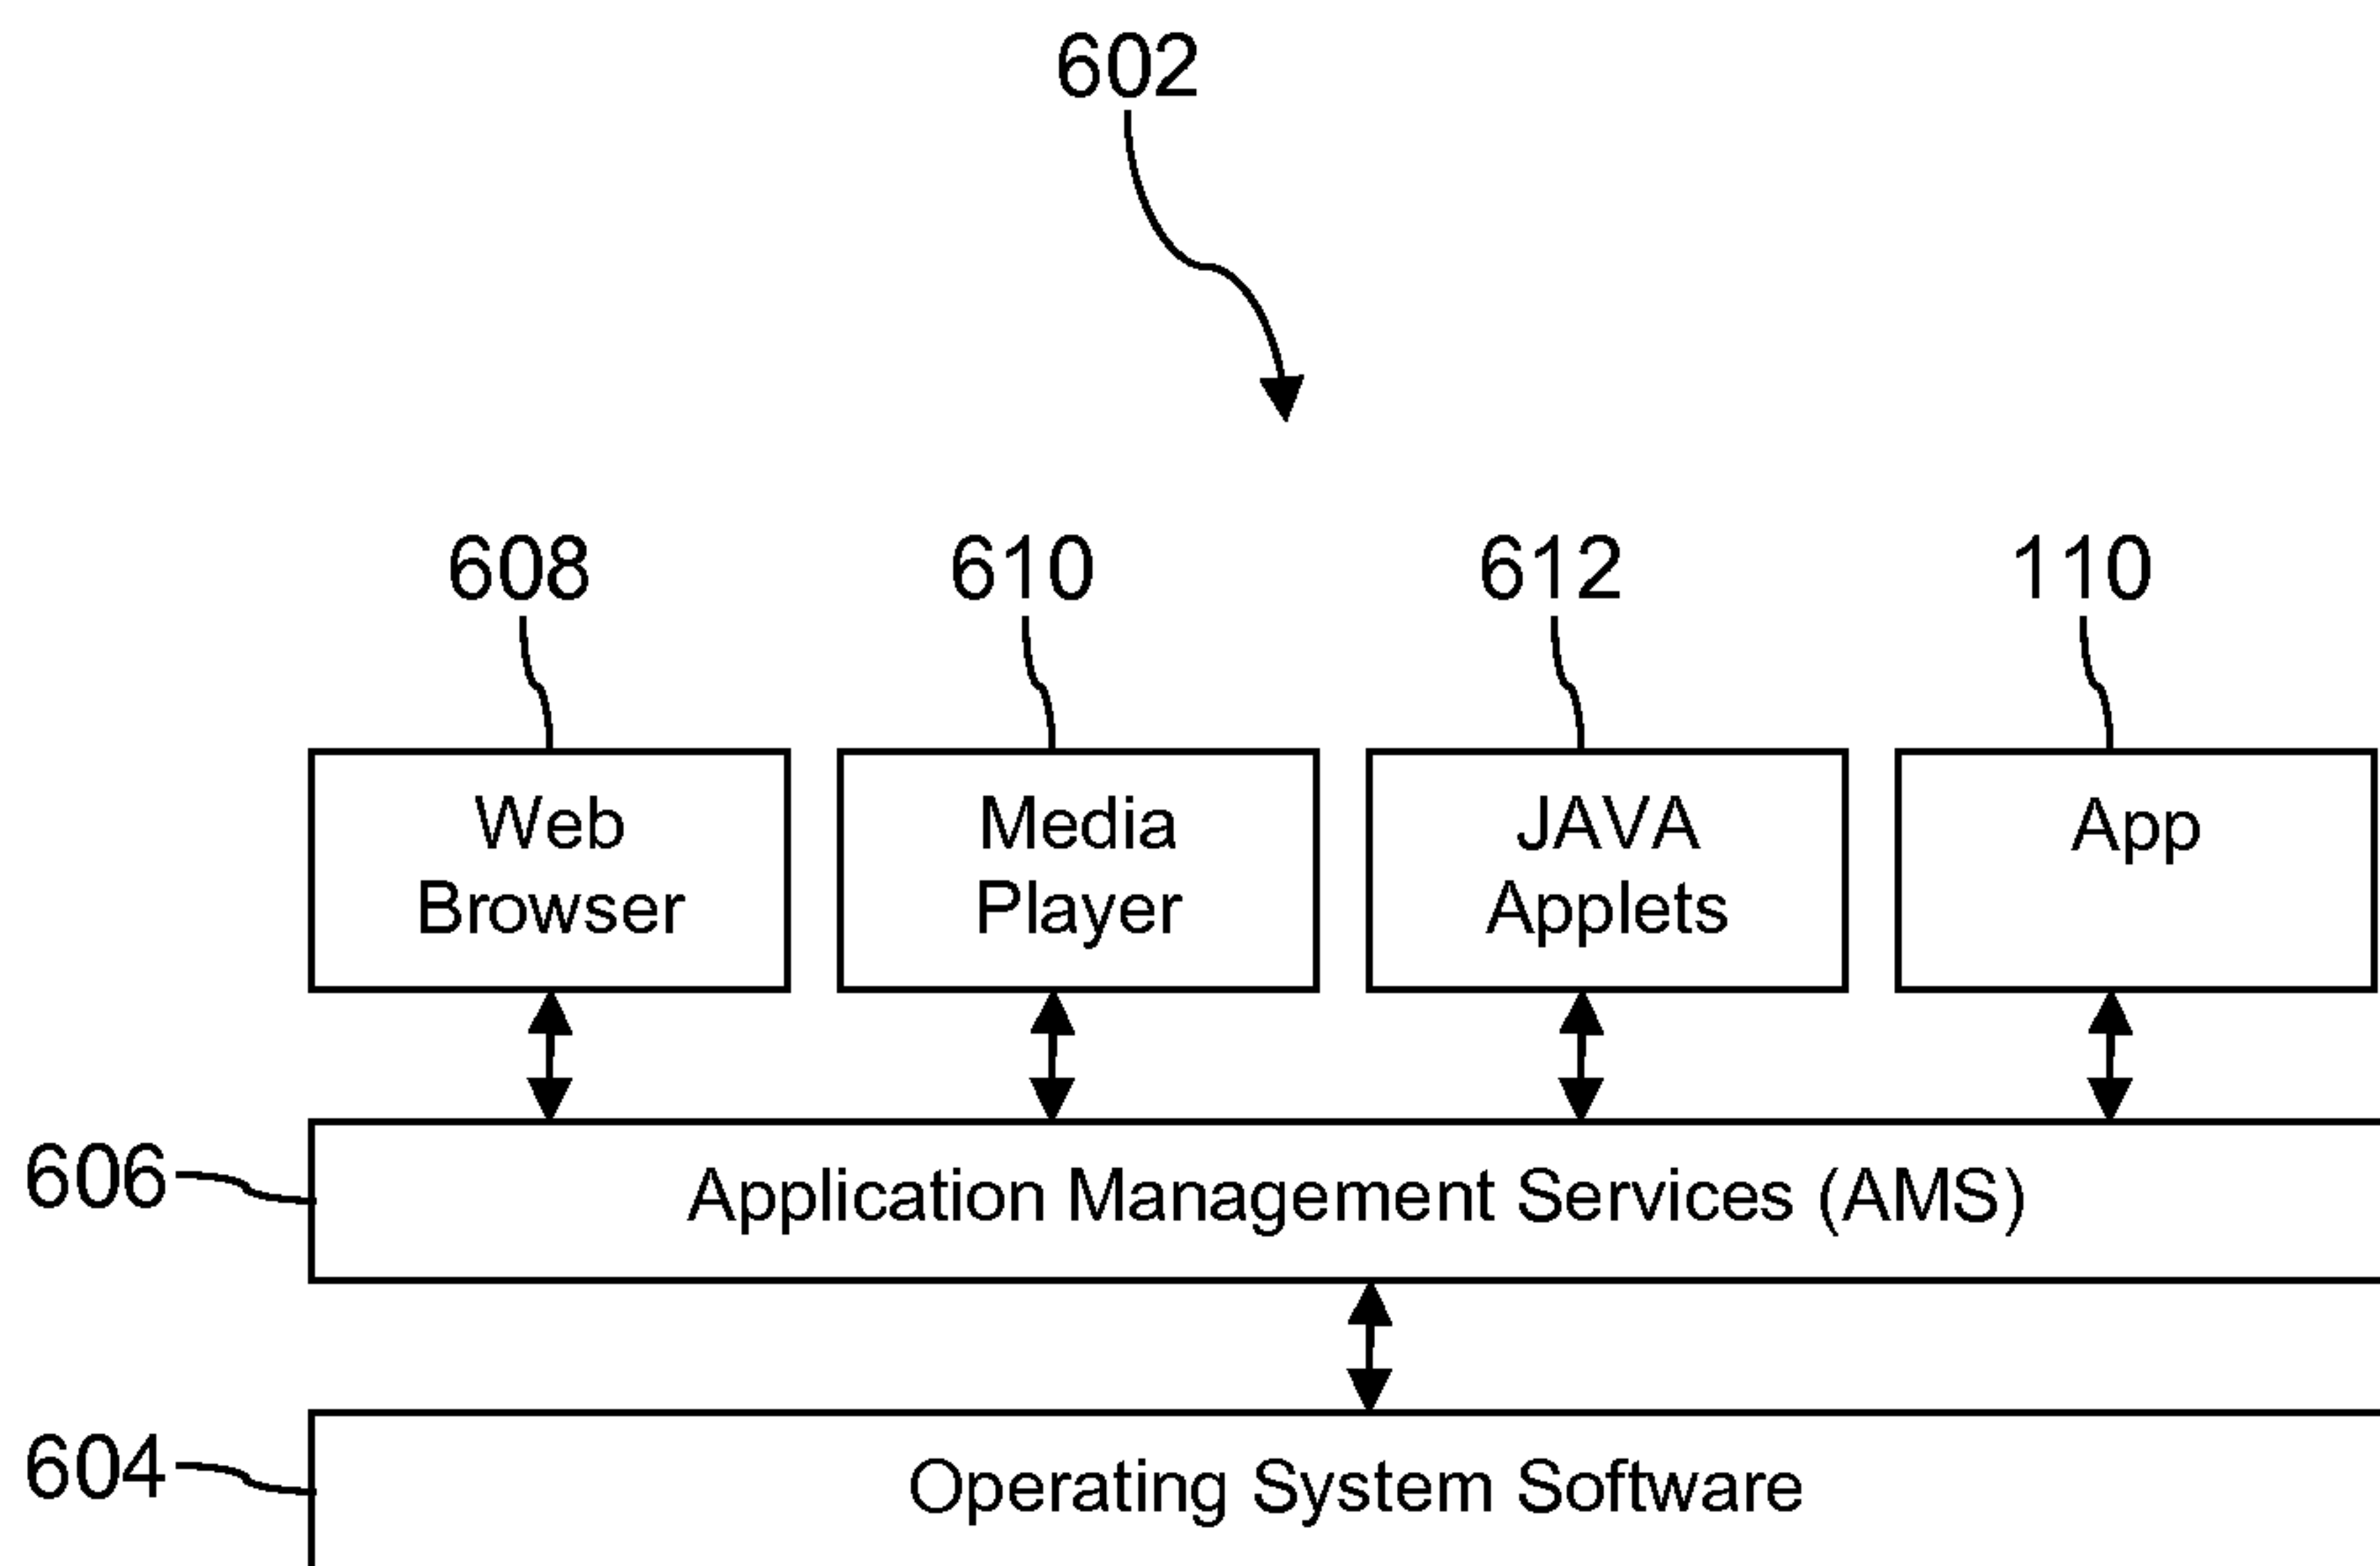 602
608
610
612
110
Web
Browser
Media
Player
JAVA
Applets
App
606
Application Management Services (AMS)
604
Operating System Software